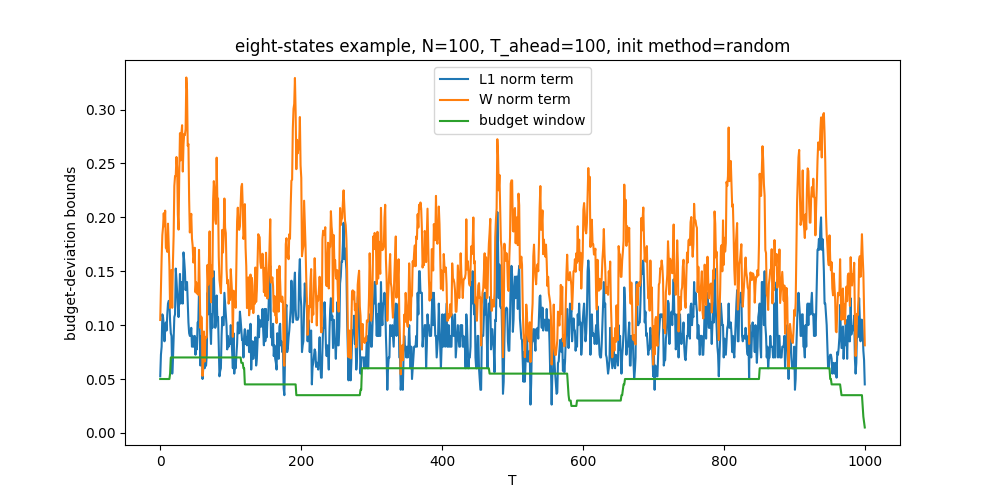 eight-states example, N=100, T_ahead=100, init method=random
L1 norm term
W norm term
budget window
budget-deviation bounds
0.30
0.25
0.20
0.15
0.10
0.05
0.00
0 200 400 600 800 1000
T